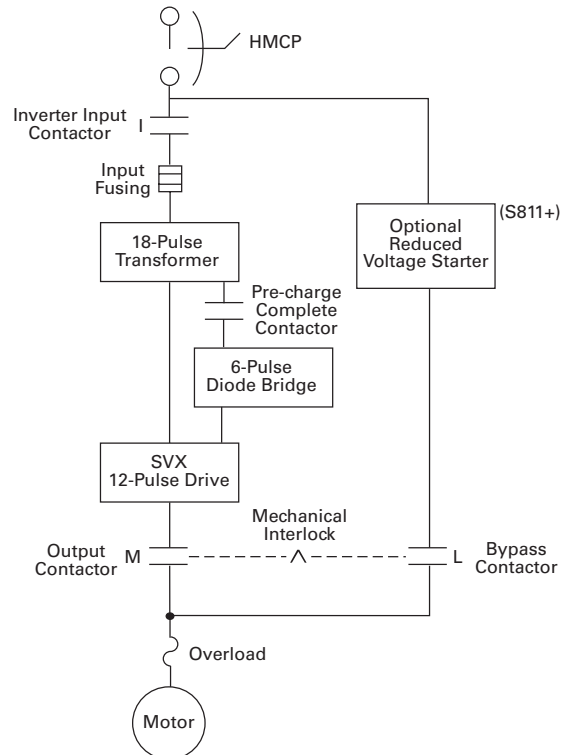 HMCP
Inverter Input
Contactor
I
Input
Fusing
18-Pulse
Transformer
Optional
Reduced
Voltage Starter
(S811+)
Pre-charge
Complete
Contactor
6-Pulse
Diode Bridge
SVX
12-Pulse Drive
Mechanical
Interlock
Output
Contactor
M
L
Bypass
Contactor
Overload
Motor